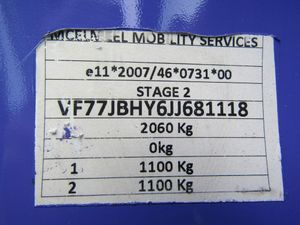 MOBILITY SERVICES
e11*2007/46*0731*00
STAGE 2
VF77JBHY6JJ681118
2060 Kg
0kg
1 1100 Kg
2 1100 Kg